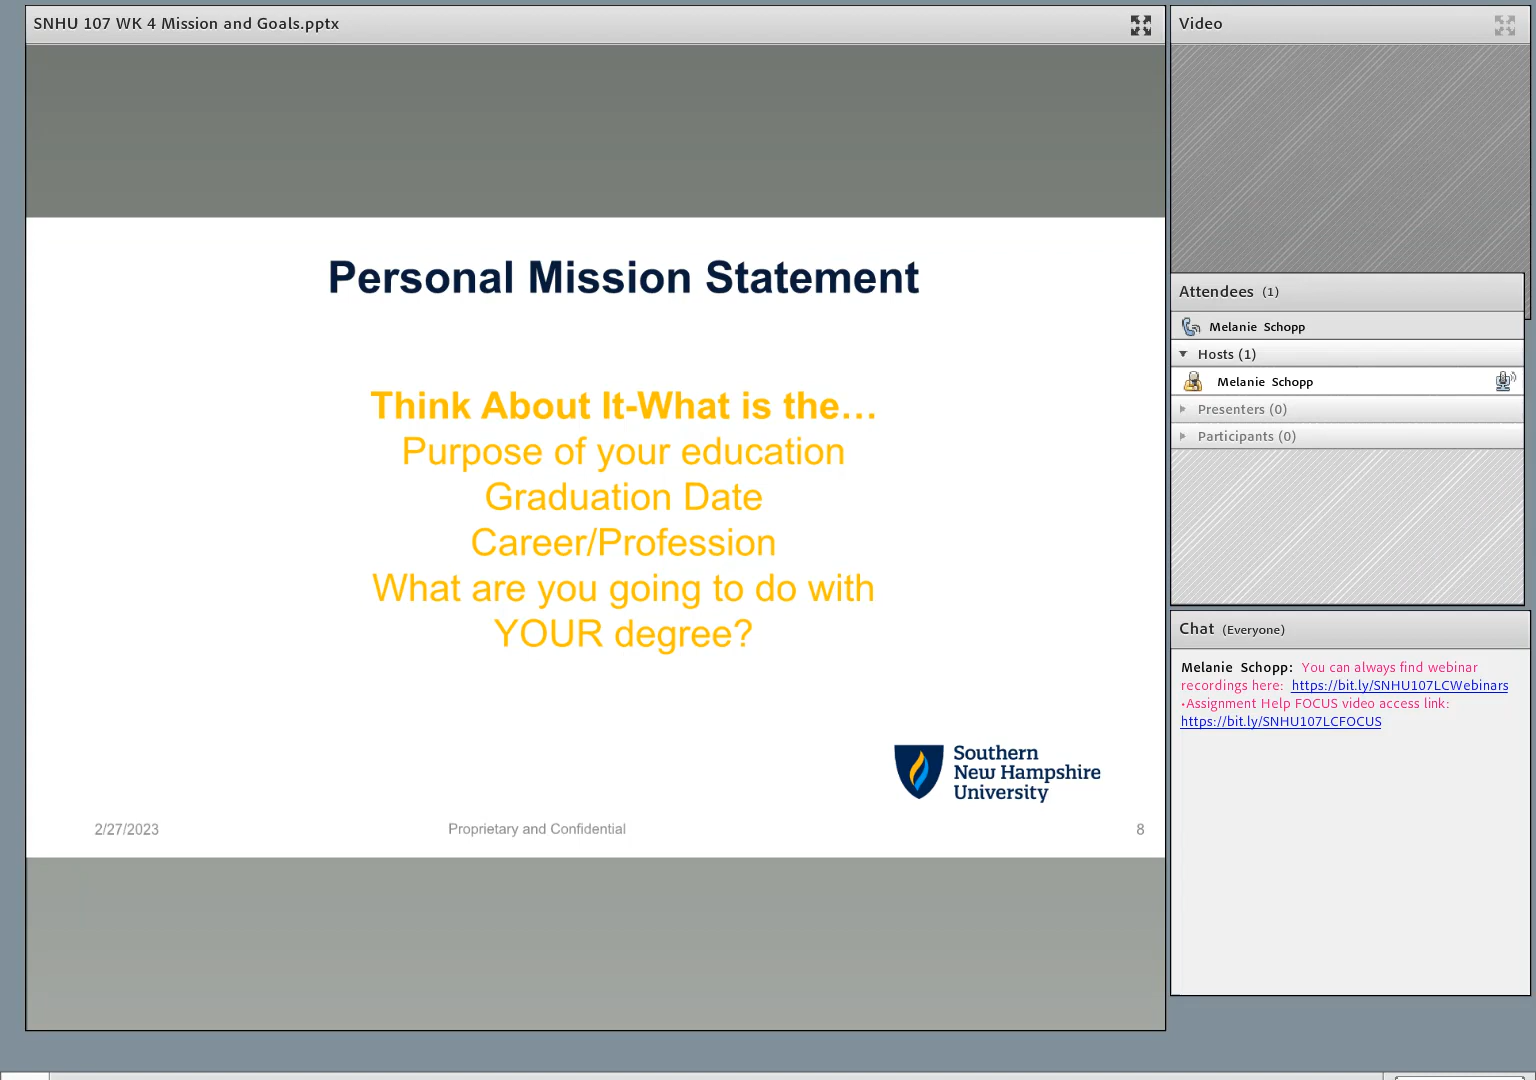 SNHU 107 WK 4 Mission and Goals.pptx
Personal Mission Statement
Think About It-What is the...
Purpose of your education
Graduation Date
Career/Profession
What are you going to do with
YOUR degree?
Southern
New Hampshire
University
2/27/2023
Proprietary and Confidential
8
Video
Attendees (1)
Melanie Schopp
Hosts (1)
Melanie Schopp
Presenters (0)
Participants (0)
Chat (Everyone)
Melanie Schopp: You can always find webinar
recordings here: https://bit.ly/SNHU107LCWebinars
•Assignment Help FOCUS video access link:
https://bit.ly/SNHU107LCFOCUS